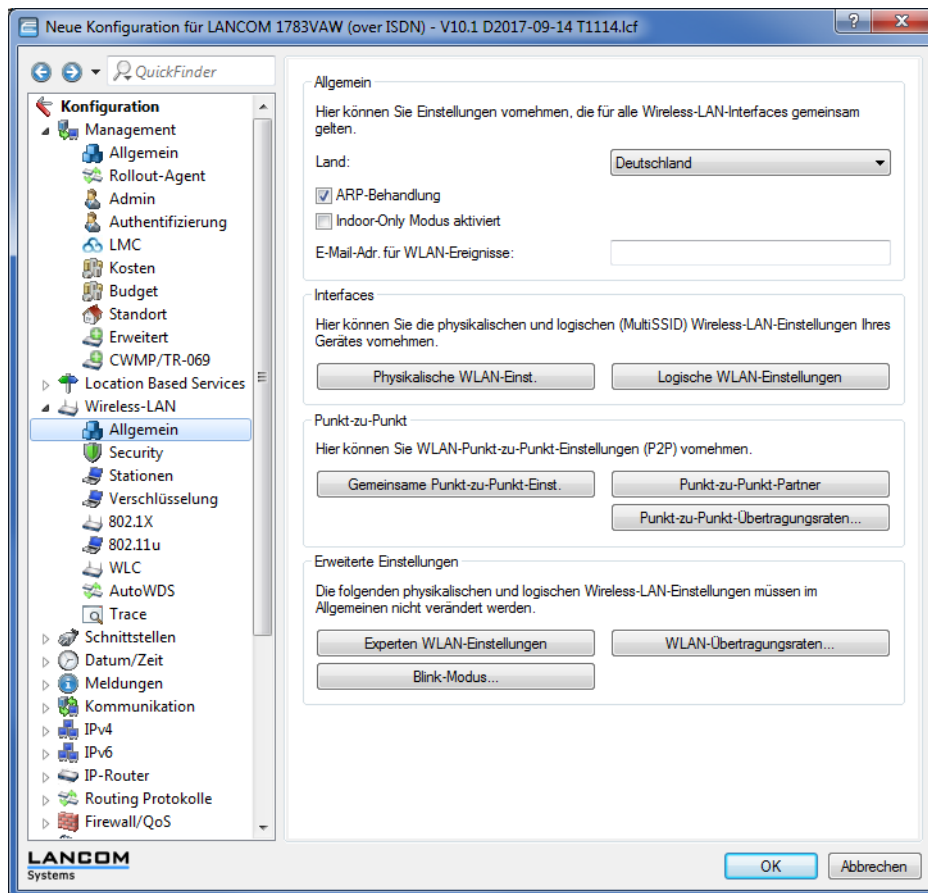 Neue Konfiguration für LANCOM 1783VAW (over ISDN) - V10.1 D2017-09-14 T1114.lcf
QuickFinder
Konfiguration
Management
Allgemein
Rollout-Agent
Admin
Authentifizierung
LMC
Kosten
Budget
Standort
Erweitert
CWMP/TR-069
Location Based Services
Wireless-LAN
Allgemein
Security
Stationen
Verschlüsselung
802.1X
802.11u
WLC
AutoWDS
Trace
Schnittstellen
Datum/Zeit
Meldungen
Kommunikation
IPv4
IPv6
IP-Router
Routing Protokolle
Firewall/QoS
Allgemein
Hier können Sie Einstellungen vornehmen, die für alle Wireless-LAN-Interfaces gemeinsam
gelten.
Land:
Deutschland
ARP-Behandlung
Indoor-Only Modus aktiviert
E-Mail-Adr. für WLAN-Ereignisse:
Interfaces
Hier können Sie die physikalischen und logischen (MultiSSID) Wireless-LAN-Einstellungen Ihres
Gerätes vornehmen.
Physikalische WLAN-Einst.
Logische WLAN-Einstellungen
Punkt-zu-Punkt
Hier können Sie WLAN-Punkt-zu-Punkt-Einstellungen (P2P) vornehmen.
Gemeinsame Punkt-zu-Punkt-Einst.
Punkt-zu-Punkt-Partner
Punkt-zu-Punkt-Übertragungsraten...
Erweiterte Einstellungen
Die folgenden physikalischen und logischen Wireless-LAN-Einstellungen müssen im
Allgemeinen nicht verändert werden.
Experten WLAN-Einstellungen
WLAN-Übertragungsraten...
Blink-Modus...
LANCOM
Systems
OK
Abbrechen